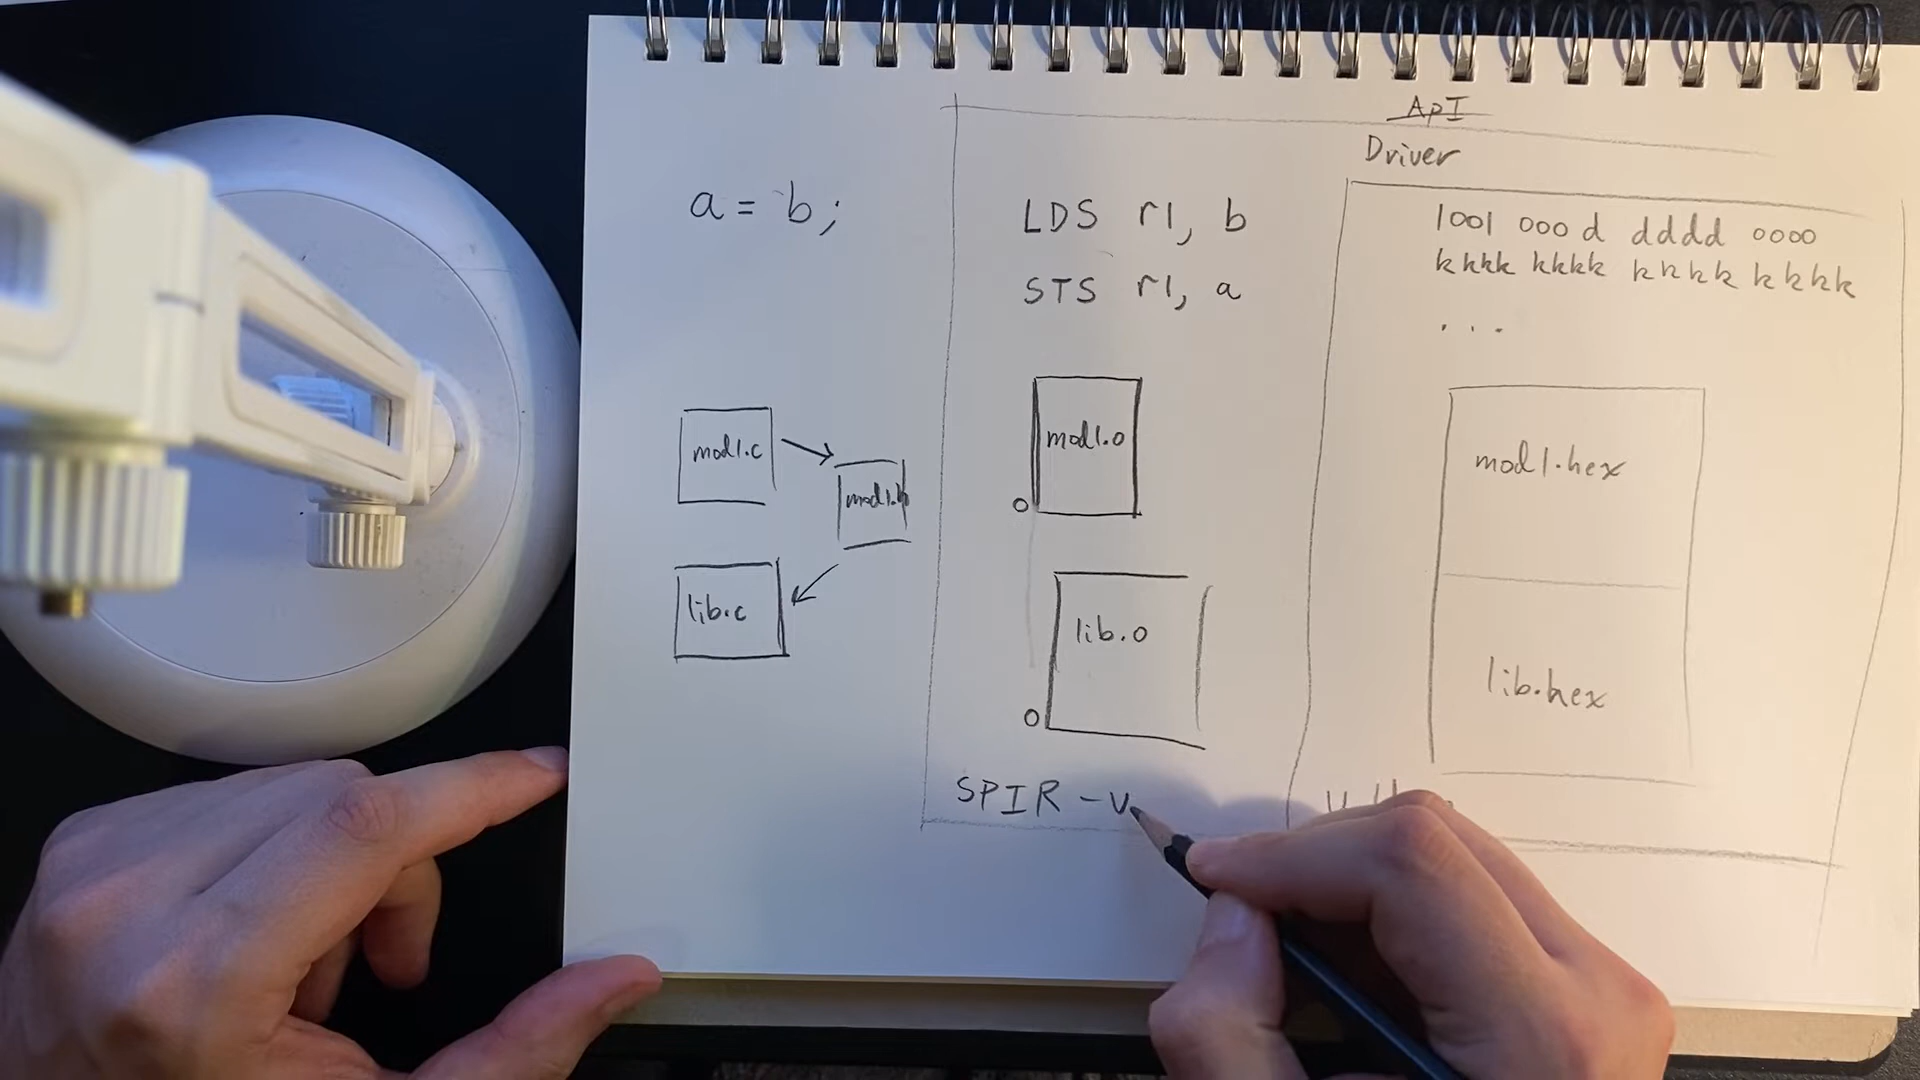 ApI
Driver
a = b;
LDS r1, b
STS r1, a
1001 000d dddd 0000
kkkk kkkk kkkk kkkk
...
mod1.c
mod1.h
lib.c
mod1.o
0
lib.o
0
mod1.hex
lib.hex
SPIR-V